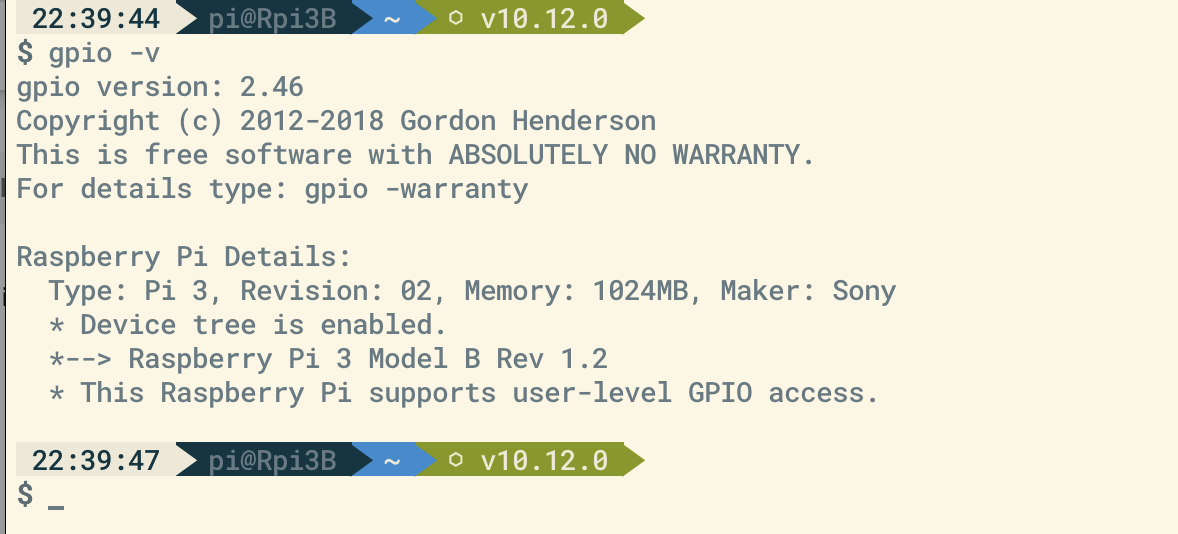 22:39:44 pi@Rpi3B ~ ⬡ v10.12.0
$ gpio -v
gpio version: 2.46
Copyright (c) 2012-2018 Gordon Henderson
This is free software with ABSOLUTELY NO WARRANTY.
For details type: gpio -warranty
Raspberry Pi Details:
Type: Pi 3, Revision: 02, Memory: 1024MB, Maker: Sony
* Device tree is enabled.
*--> Raspberry Pi 3 Model B Rev 1.2
* This Raspberry Pi supports user-level GPIO access.
22:39:47 pi@Rpi3B ~ ⬡ v10.12.0
$ _